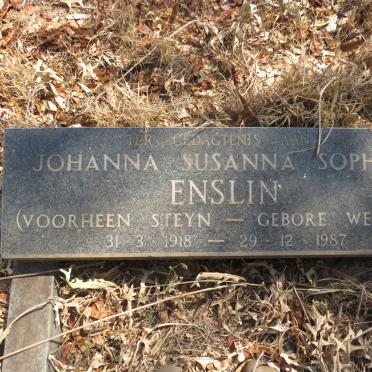 TER GEDAGTENIS AAN
JOHANNA SUSANNA SOPH
ENSLIN
(VOORHEEN STEYN — GEBORE WE
31-3-1918 — 29-12-1987